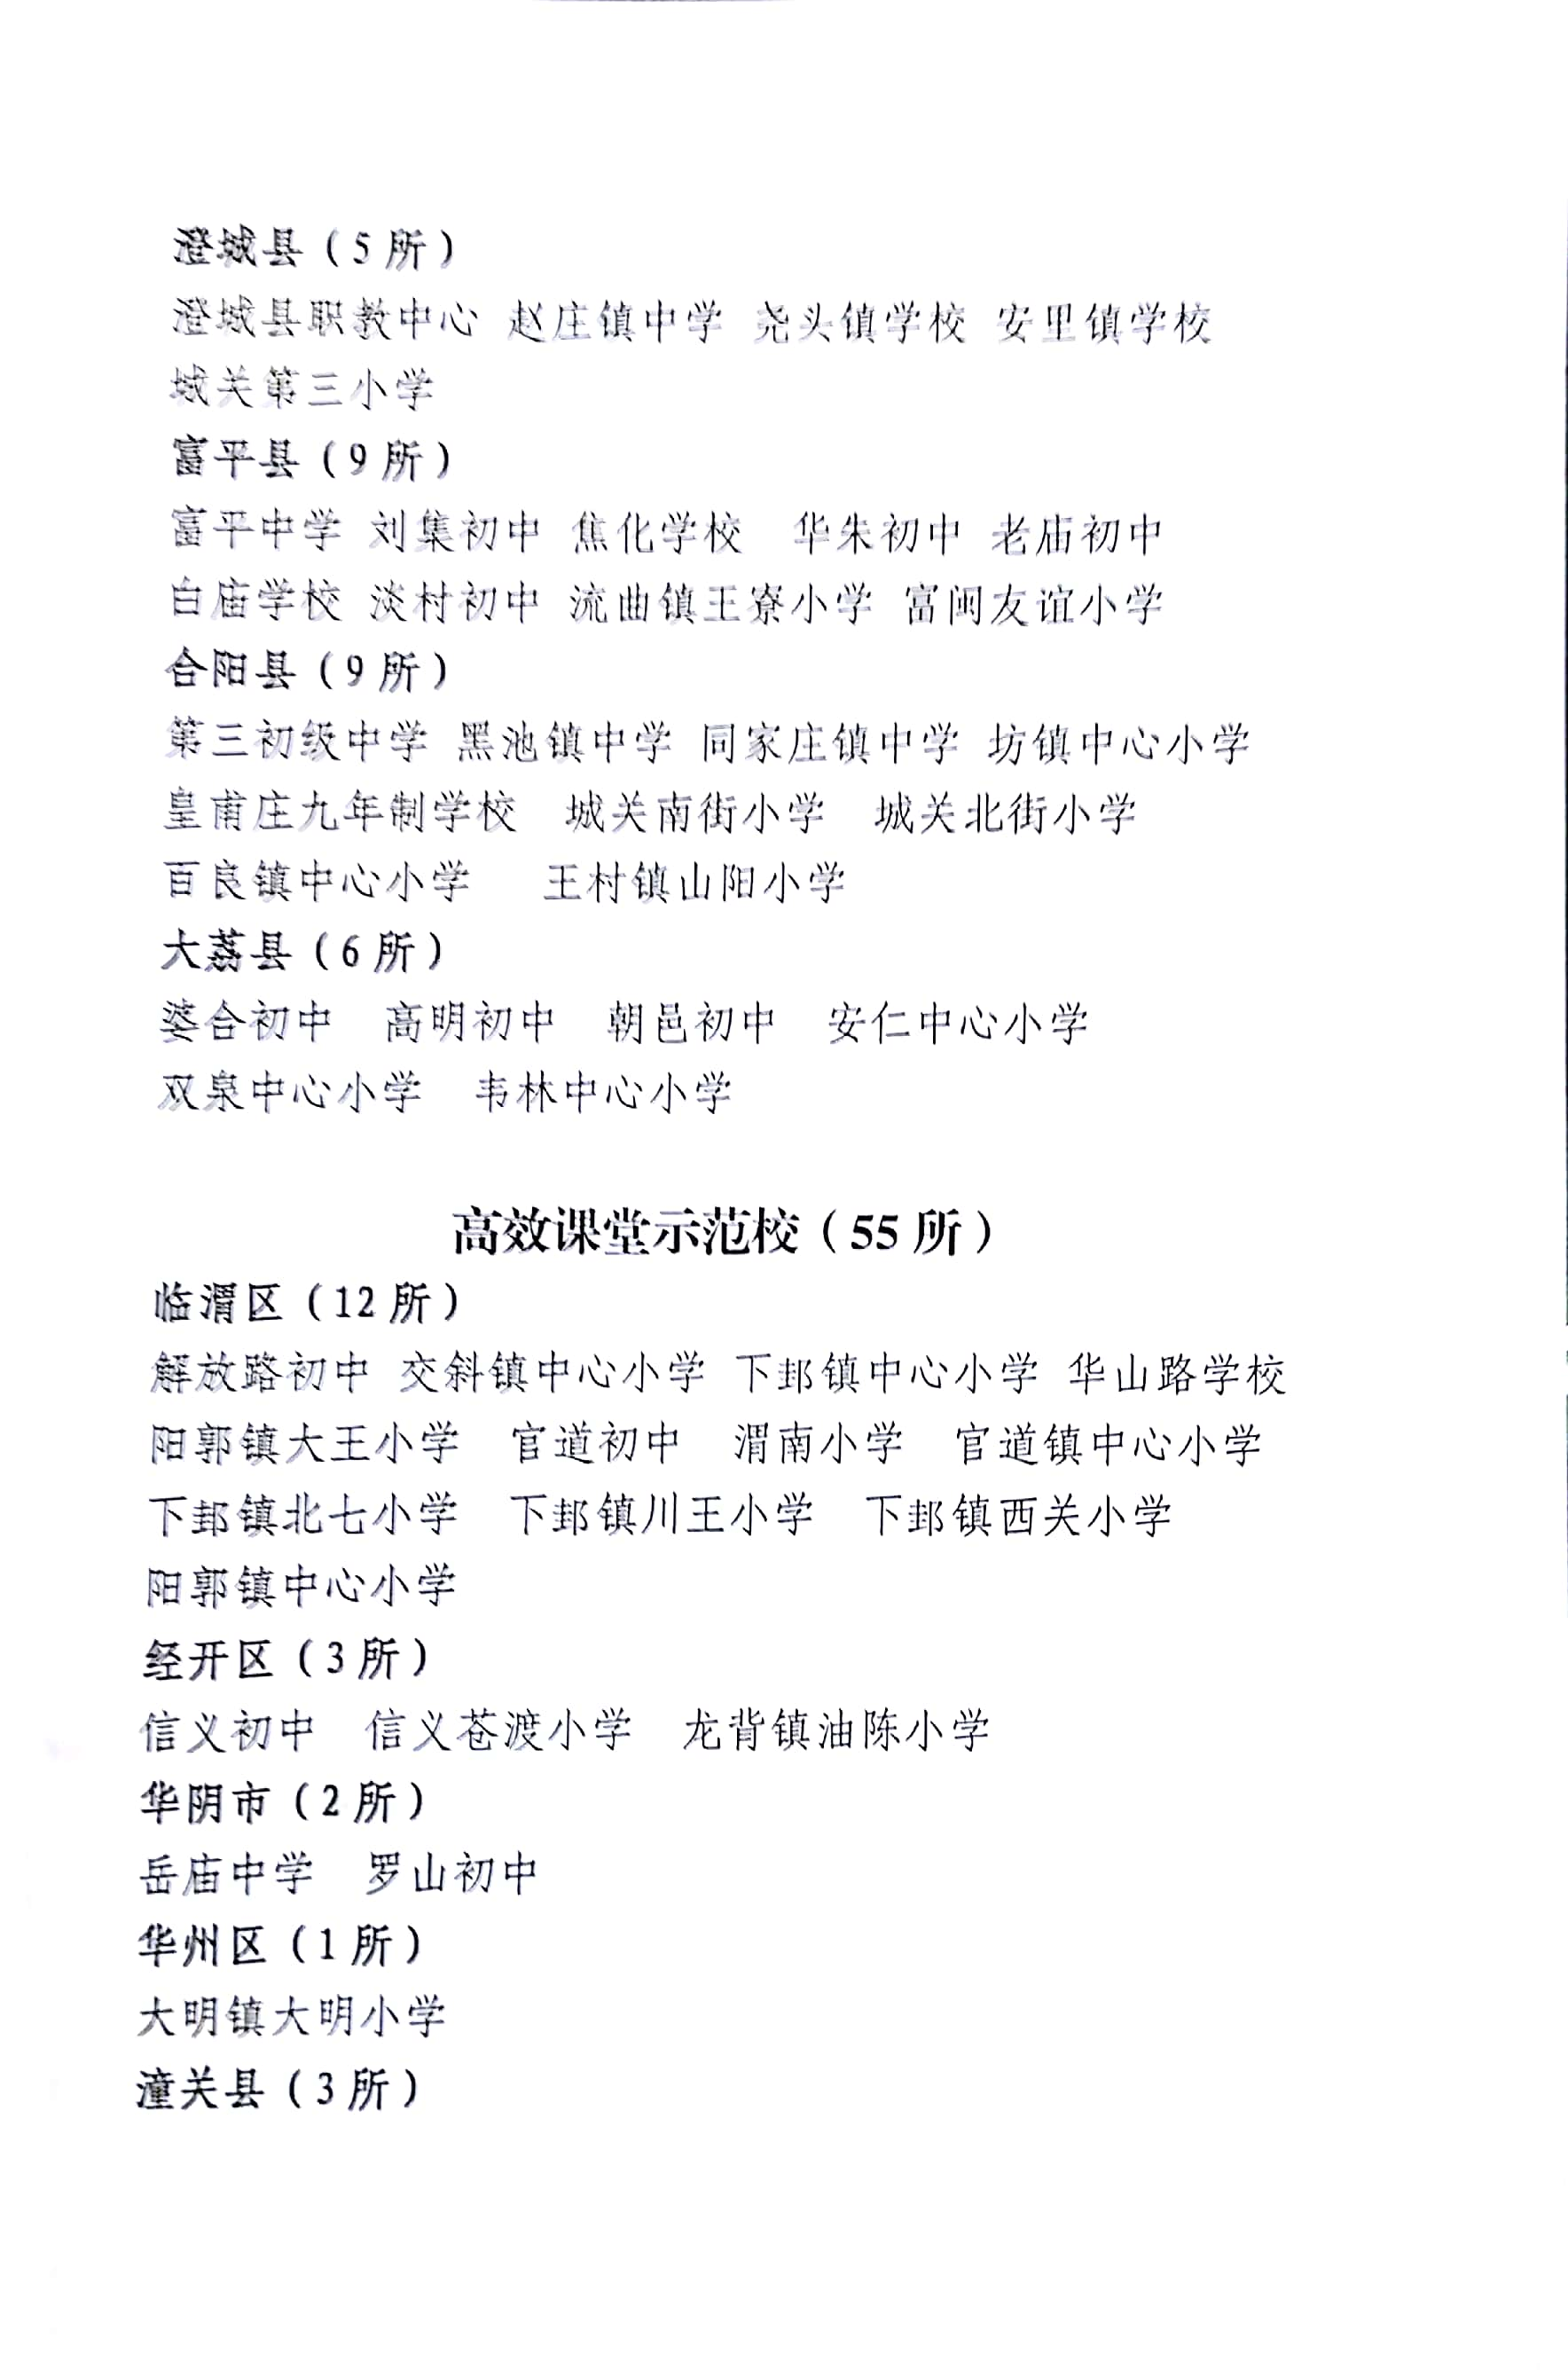 澄城县（5所）
澄城县职教中心 赵庄镇中学 尧头镇学校 安里镇学校
城关第三小学
富平县（9所）
富平中学 刘集初中 焦化学校 华朱初中 老庙初中
白庙学校 淡村初中 流曲镇王寮小学 富闽友谊小学
合阳县（9所）
第三初级中学 黑池镇中学 同家庄镇中学 坊镇中心小学
皇甫庄九年制学校 城关南街小学 城关北街小学
百良镇中心小学 王村镇山阳小学
大荔县（6所）
婆合初中 高明初中 朝邑初中 安仁中心小学
双泉中心小学 韦林中心小学
高效课堂示范校（55所）
临渭区（12所）
解放路初中 交斜镇中心小学 下邽镇中心小学 华山路学校
阳郭镇大王小学 官道初中 渭南小学 官道镇中心小学
下邽镇北七小学 下邽镇川王小学 下邽镇西关小学
阳郭镇中心小学
经开区（3所）
信义初中 信义苍渡小学 龙背镇油陈小学
华阴市（2所）
岳庙中学 罗山初中
华州区（1所）
大明镇大明小学
潼关县（3所）